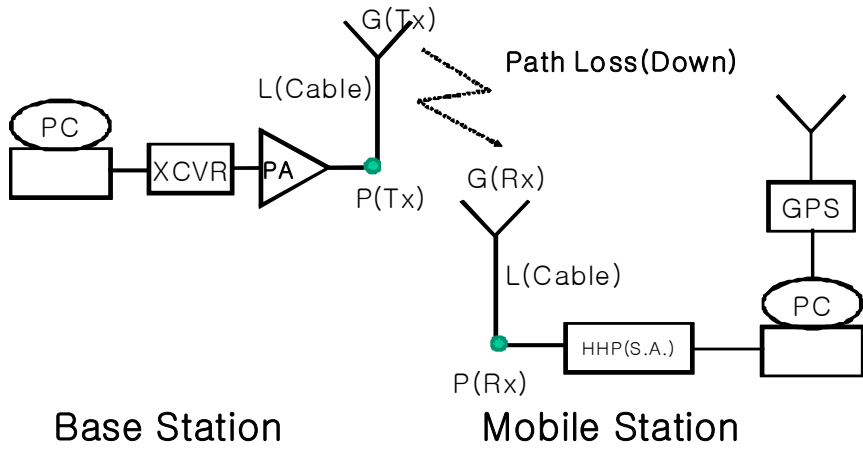 G(Tx)
Path Loss(Down)
L(Cable)
PC
XCVR
PA
P(Tx)
G(Rx)
GPS
L(Cable)
PC
HHP(S.A.)
P(Rx)
Base Station
Mobile Station